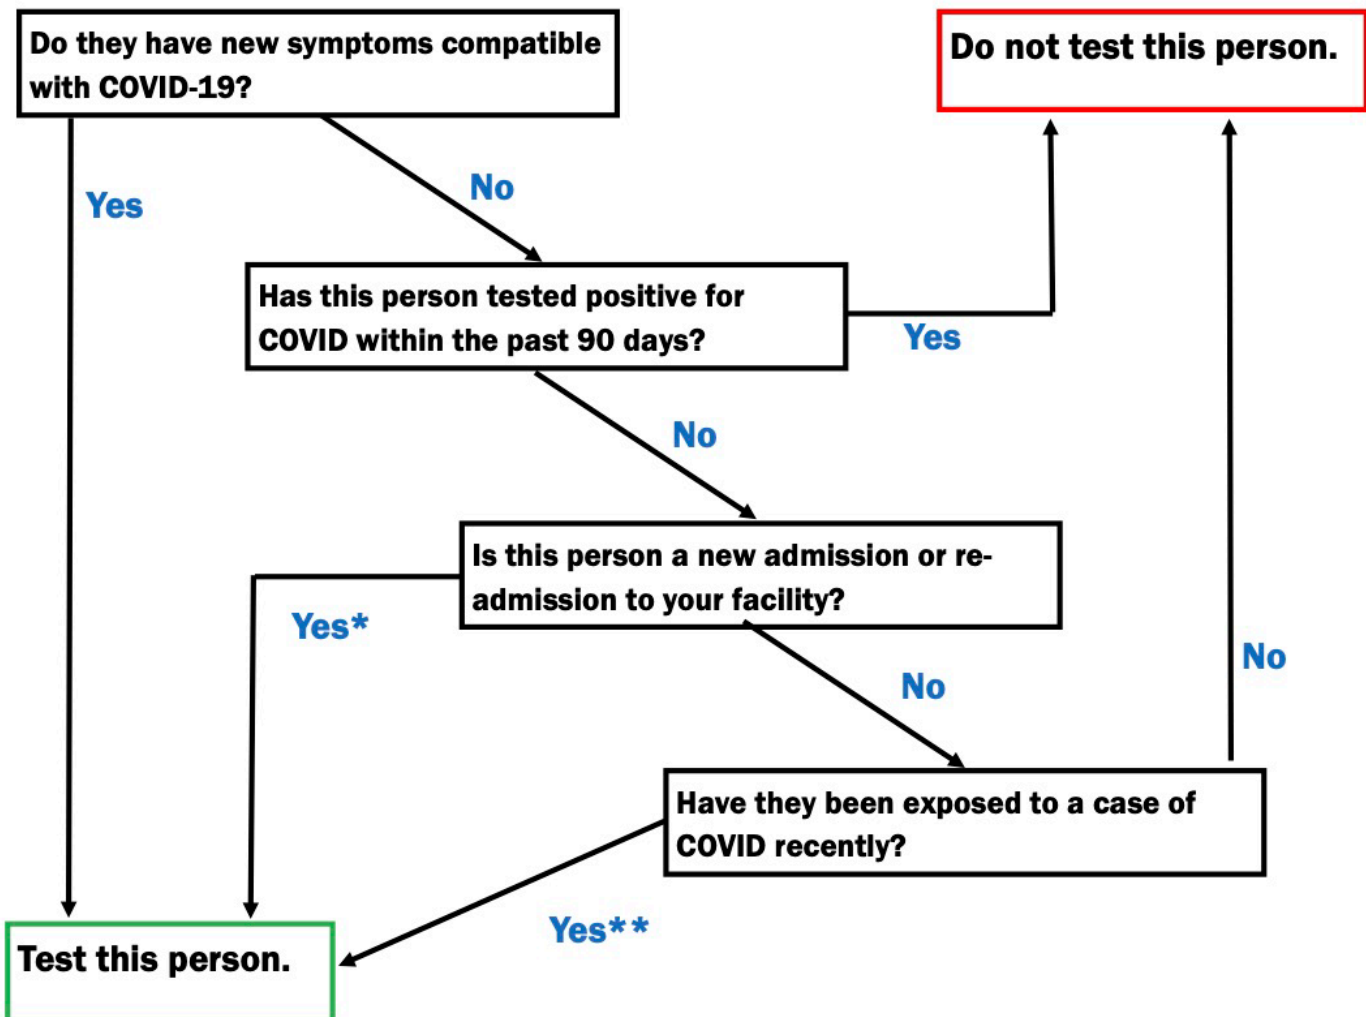 Do they have new symptoms compatible
with COVID-19?
Do not test this person.
Yes
No
Has this person tested positive for
COVID within the past 90 days?
Yes
No
Is this person a new admission or re-
admission to your facility?
Yes*
No
No
Have they been exposed to a case of
COVID recently?
Yes**
Test this person.